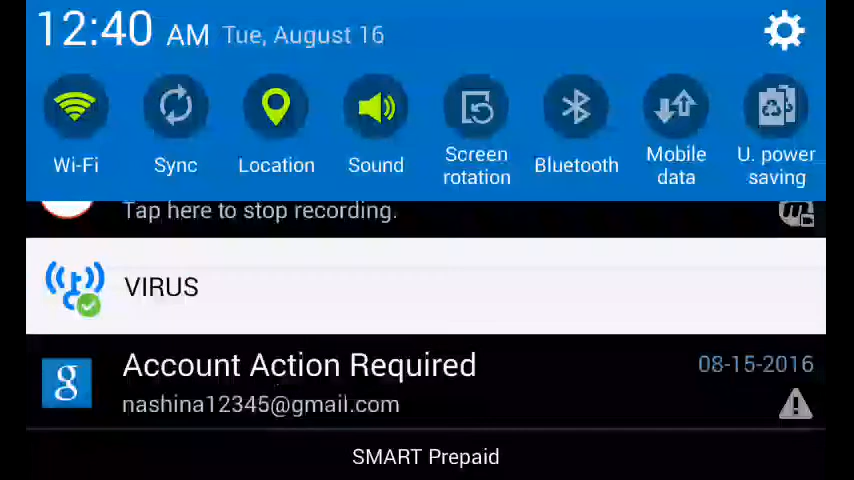 12:40 AM Tue, August 16
Wi-Fi
Sync
Location
Sound
Screen
rotation
Bluetooth
Mobile
data
U. power
saving
Tap here to stop recording.
VIRUS
Account Action Required
08-15-2016
nashina12345@gmail.com
SMART Prepaid